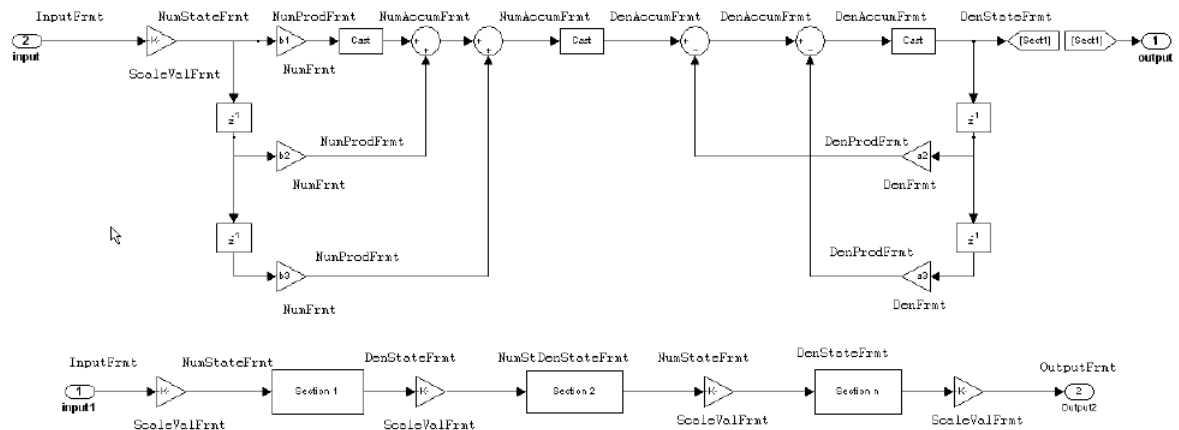 InputFrmt NumStateFrmt NumProdFrmt NumAccumFrmt NumAccumFrmt DenAccumFrmt DenAccumFrmt DenAccumFrmt DenStateFrmt
2 K b1 Cast + + + + Cast + − + − Cast [Sect1] [Sect1] 1
input NumFrmt output
ScaleValFrmt
z-1 z-1
NumProdFrmt DenProdFrmt
b2 a2
NumFrmt DenFrmt
z-1 z-1
NumProdFrmt DenProdFrmt
b3 a3
NumFrmt DenFrmt
InputFrmt NumStateFrmt DenStateFrmt NumSt DenStateFrmt NumStateFrmt DenStateFrmt OutputFrmt
1 K Section 1 K Section 2 K Section n K 2
input1 Output2
ScaleValFrmt ScaleValFrmt ScaleValFrmt ScaleValFrmt